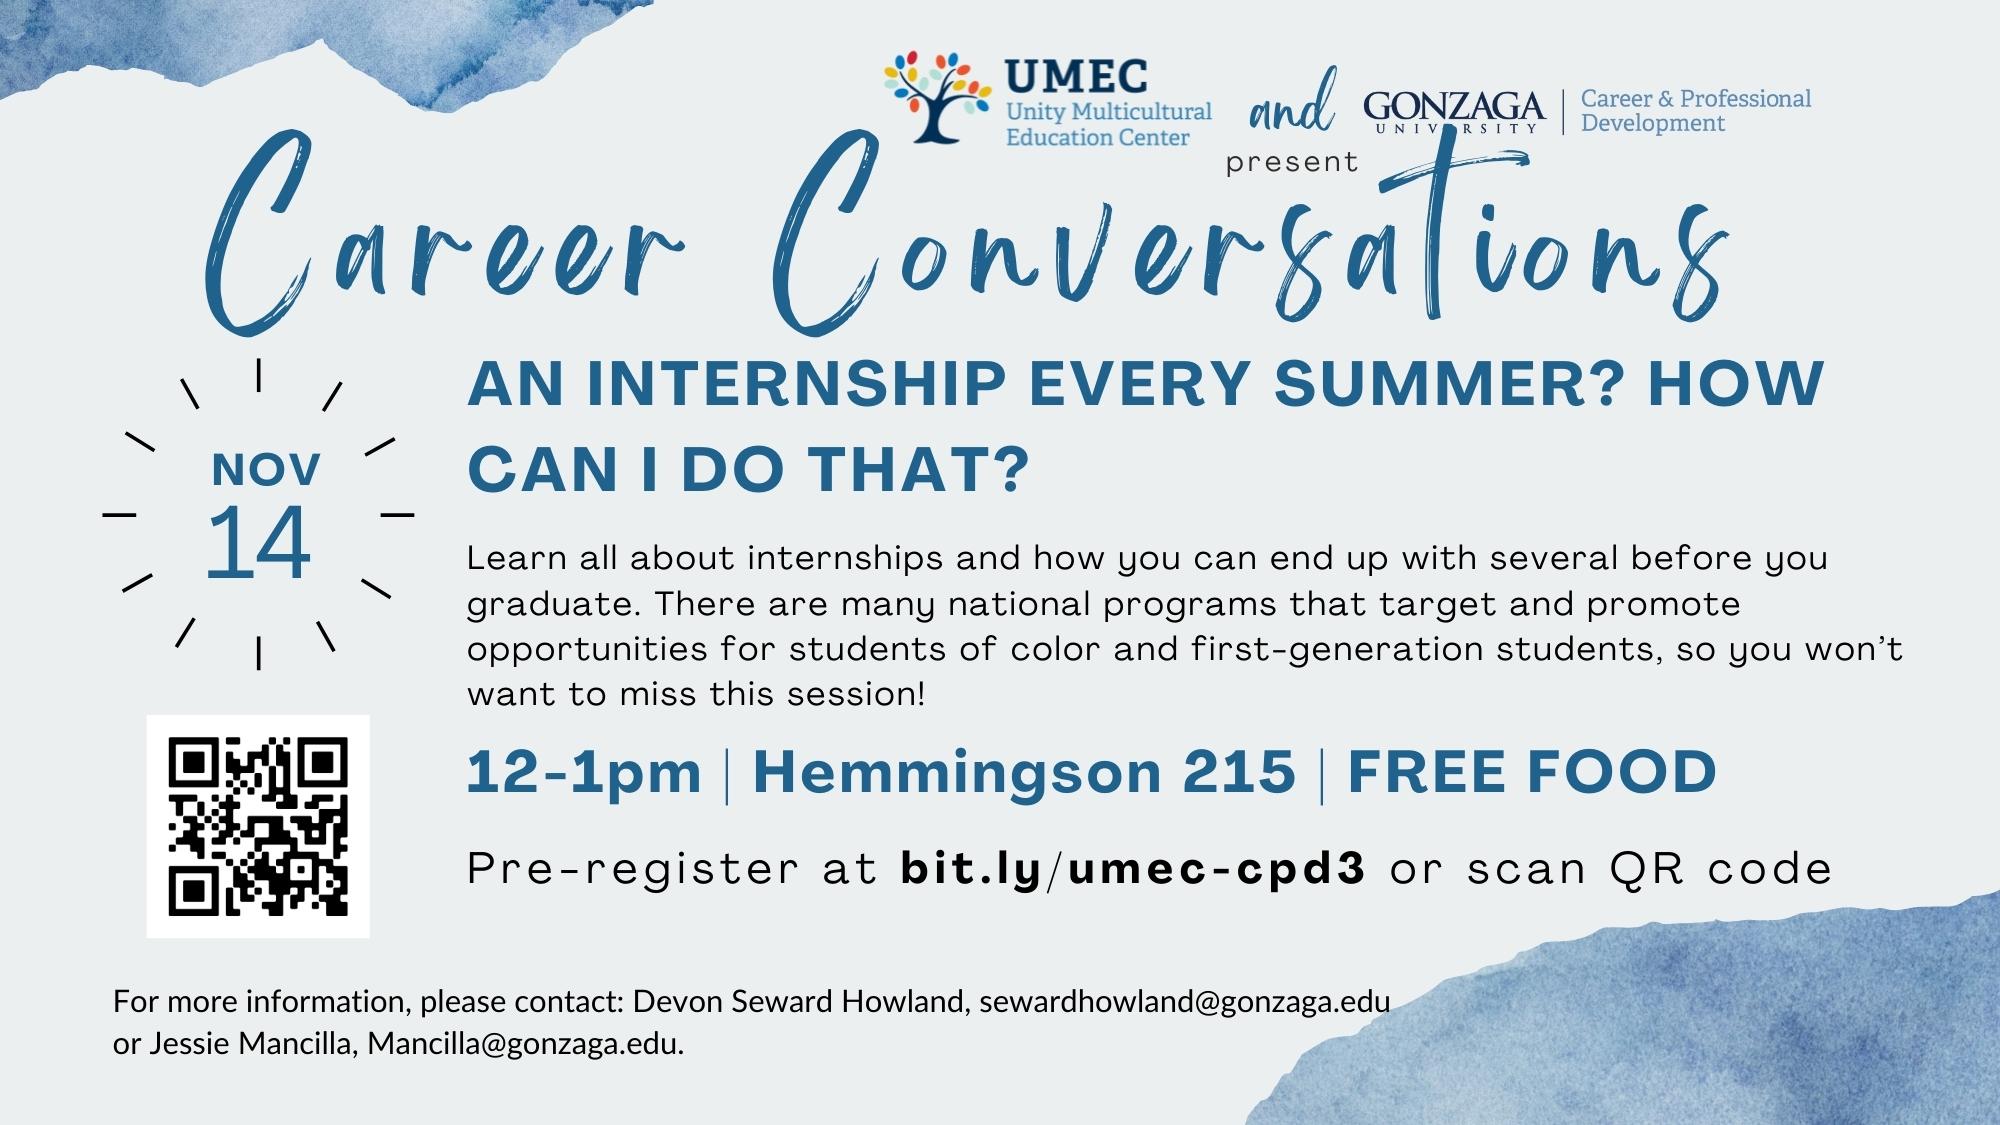 UMEC
Unity Multicultural
Education Center
and
present
GONZAGA
UNIVERSITY
Career & Professional
Development
Career Conversations
NOV
14
AN INTERNSHIP EVERY SUMMER? HOW
CAN I DO THAT?
Learn all about internships and how you can end up with several before you
graduate. There are many national programs that target and promote
opportunities for students of color and first-generation students, so you won't
want to miss this session!
12-1pm | Hemmingson 215 | FREE FOOD
Pre-register at bit.ly/umec-cpd3 or scan QR code
For more information, please contact: Devon Seward Howland, sewardhowland@gonzaga.edu
or Jessie Mancilla, Mancilla@gonzaga.edu.